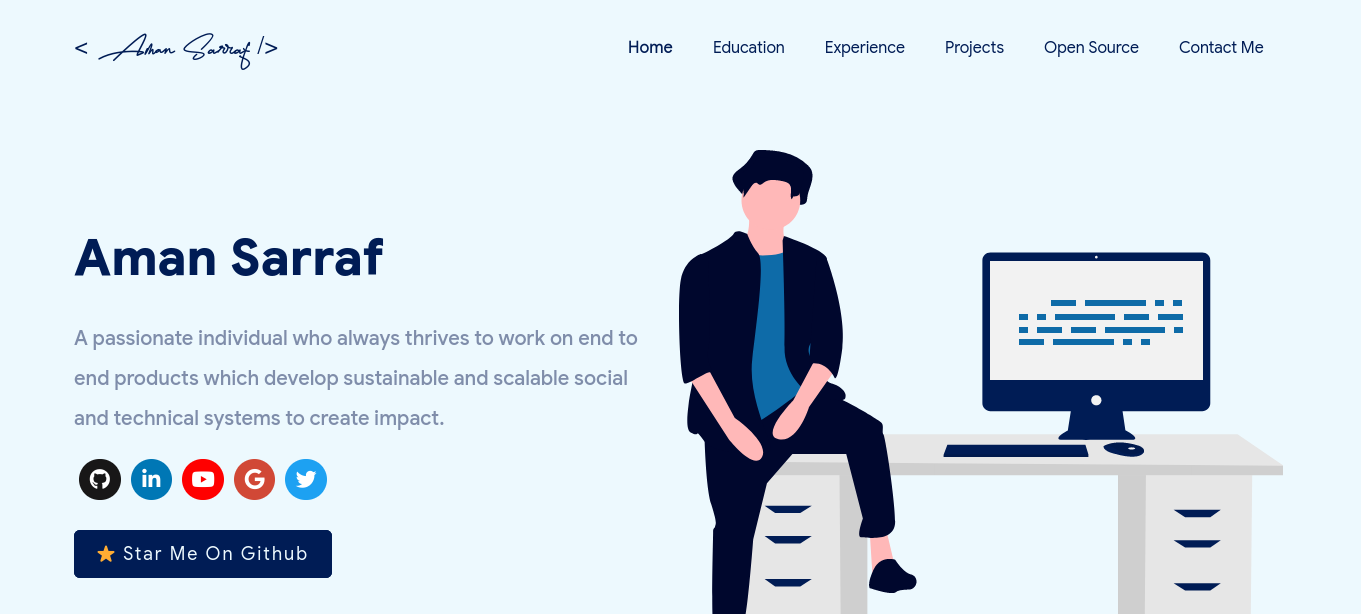 < Aman Sarraf />
Home Education Experience Projects Open Source Contact Me
Aman Sarraf
A passionate individual who always thrives to work on end to
end products which develop sustainable and scalable social
and technical systems to create impact.
in G
Star Me On Github